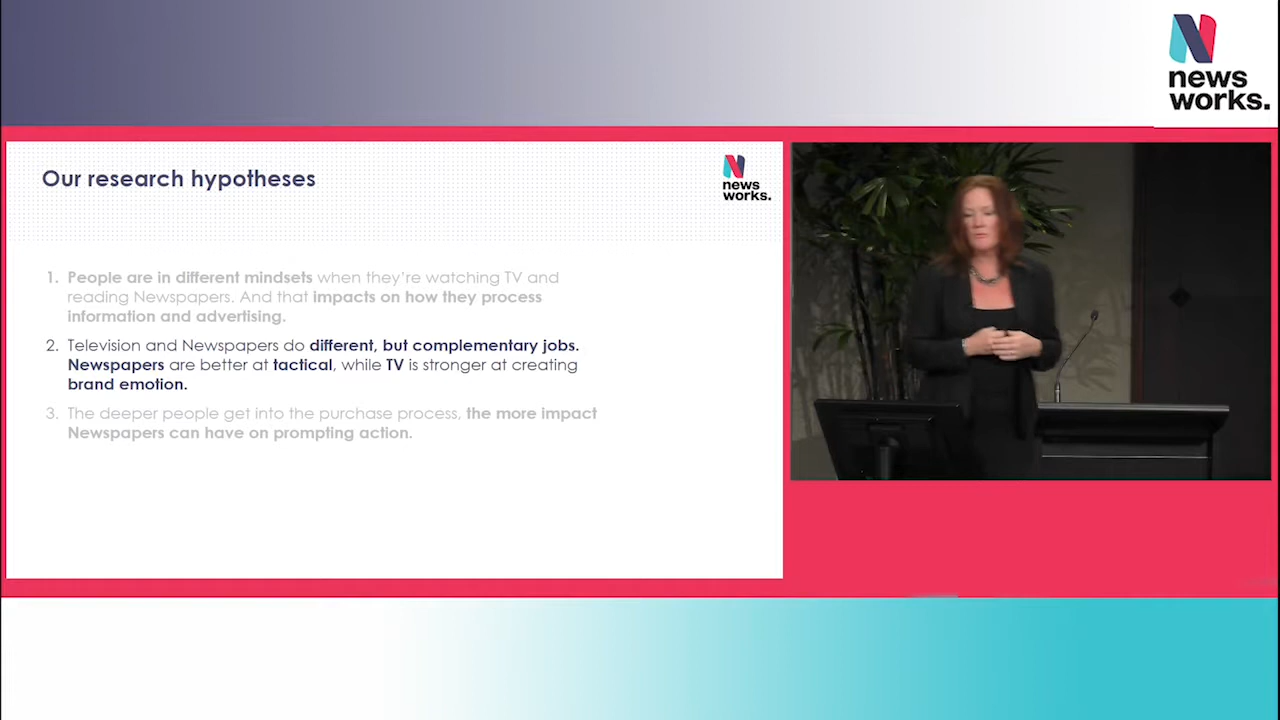 news
works.
Our research hypotheses
news
works.
1. People are in different mindsets when they're watching TV and
reading Newspapers. And that impacts on how they process
information and advertising.
2. Television and Newspapers do different, but complementary jobs.
Newspapers are better at tactical, while TV is stronger at creating
brand emotion.
3. The deeper people get into the purchase process, the more impact
Newspapers can have on prompting action.